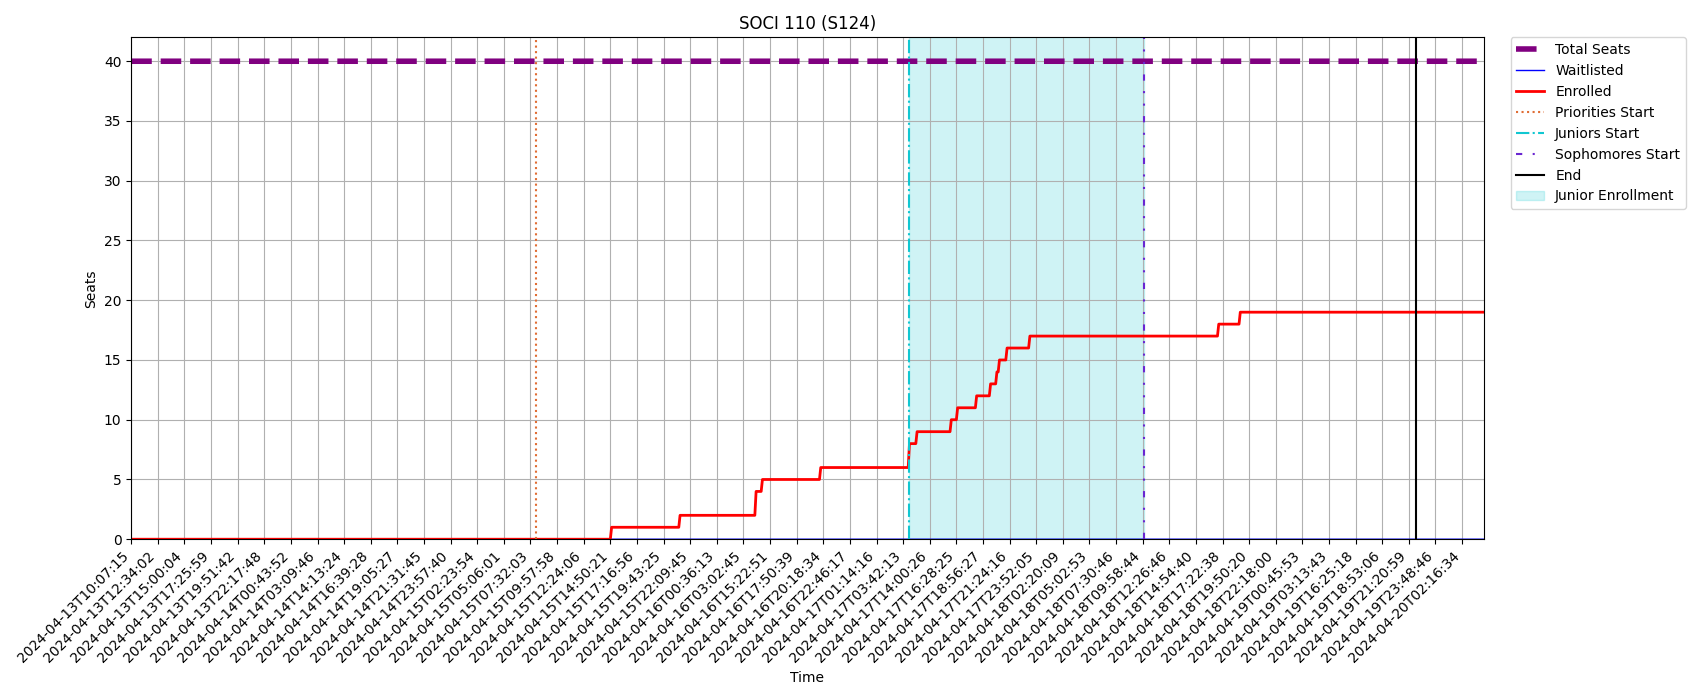 SOCI 110 (S124)
Total Seats
Waitlisted
Enrolled
Priorities Start
Juniors Start
Sophomores Start
End
Junior Enrollment
Seats
40
35
30
25
20
15
10
5
0
2024-04-13T10:07:15
2024-04-13T12:34:02
2024-04-13T15:00:04
2024-04-13T17:25:59
2024-04-13T19:51:42
2024-04-13T22:17:48
2024-04-14T00:43:52
2024-04-14T03:09:46
2024-04-14T14:13:24
2024-04-14T16:39:28
2024-04-14T19:05:27
2024-04-14T21:31:45
2024-04-14T23:57:40
2024-04-15T02:23:54
2024-04-15T05:06:01
2024-04-15T07:32:03
2024-04-15T09:57:58
2024-04-15T12:24:06
2024-04-15T14:50:21
2024-04-15T17:16:56
2024-04-15T19:43:25
2024-04-15T22:09:45
2024-04-16T00:36:13
2024-04-16T03:02:45
2024-04-16T15:22:51
2024-04-16T17:50:39
2024-04-16T20:18:34
2024-04-16T22:46:17
2024-04-17T01:14:16
2024-04-17T03:42:13
2024-04-17T14:00:26
2024-04-17T16:28:25
2024-04-17T18:56:27
2024-04-17T21:24:16
2024-04-17T23:52:05
2024-04-18T02:20:09
2024-04-18T05:02:53
2024-04-18T07:30:46
2024-04-18T09:58:44
2024-04-18T12:26:46
2024-04-18T14:54:40
2024-04-18T17:22:38
2024-04-18T19:50:20
2024-04-18T22:18:00
2024-04-19T00:45:53
2024-04-19T03:13:43
2024-04-19T16:25:18
2024-04-19T18:53:06
2024-04-19T21:20:59
2024-04-19T23:48:46
2024-04-20T02:16:34
Time